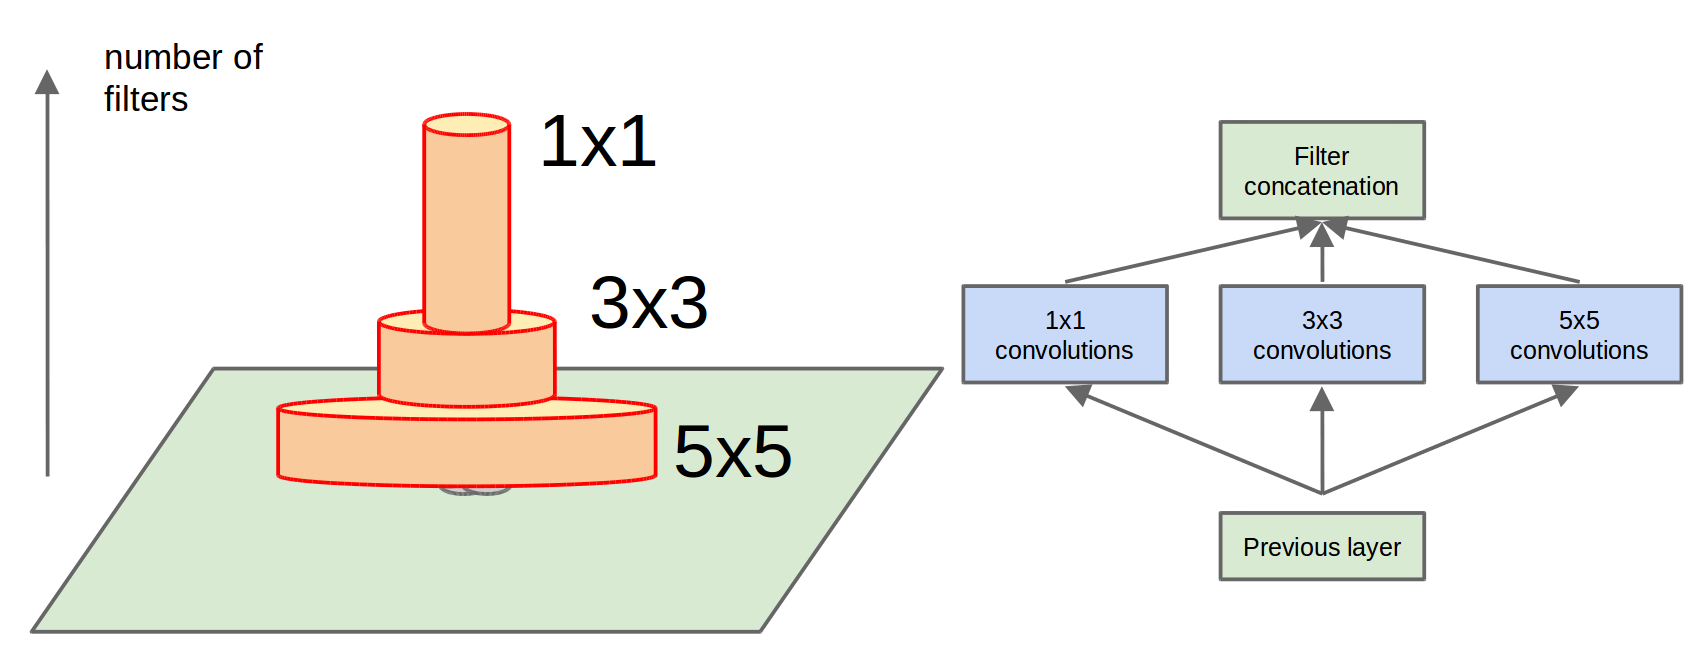 number of
filters
1x1
3x3
5x5
Filter
concatenation
1x1
convolutions
3x3
convolutions
5x5
convolutions
Previous layer